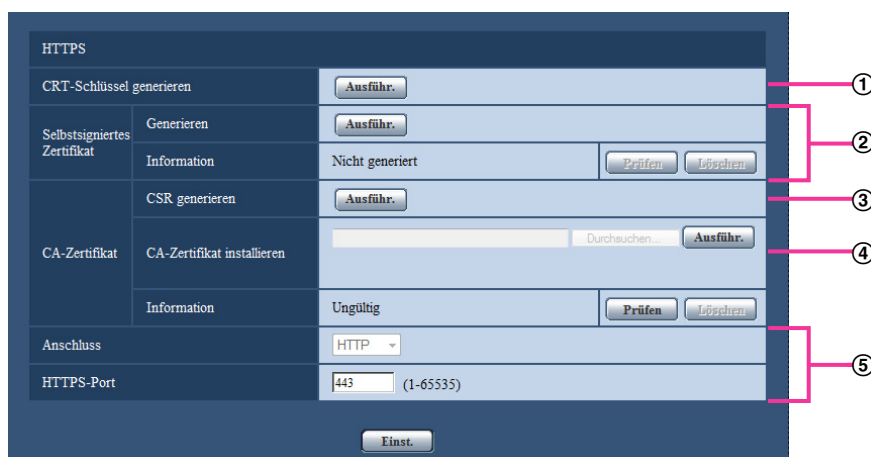 HTTPS
CRT-Schlüssel generieren Ausführ. ①
Selbstsigniertes
Zertifikat
Generieren Ausführ.
②
Information Nicht generiert Prüfen Löschen
CA-Zertifikat
CSR generieren Ausführ. ③
CA-Zertifikat installieren Durchsuchen... Ausführ. ④
Information Ungültig Prüfen Löschen
Anschluss HTTP
⑤
HTTPS-Port 443 (1-65535)
Einst.